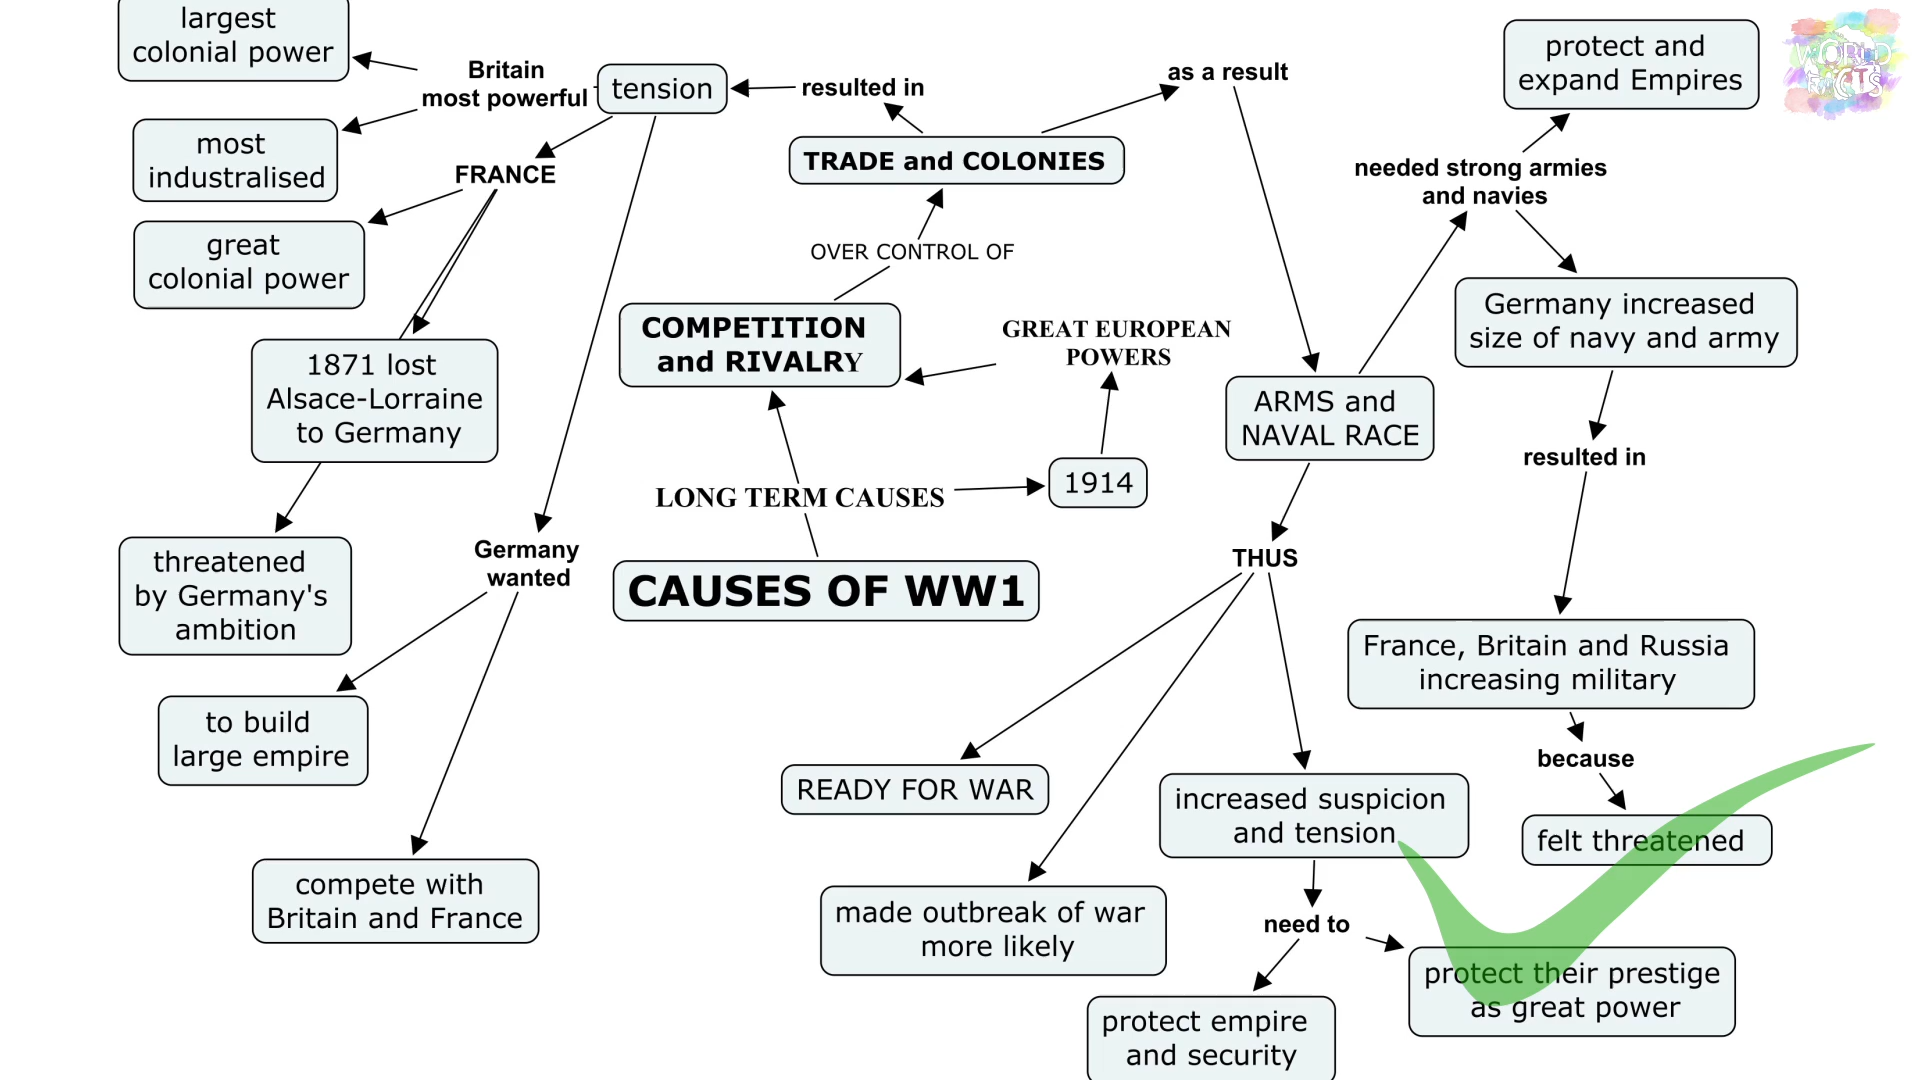 largest
colonial power
Britain
most powerful
tension
resulted in
as a result
protect and
expand Empires
WORLD
FACTS
most
industralised
FRANCE
TRADE and COLONIES
needed strong armies
and navies
great
colonial power
OVER CONTROL OF
Germany increased
size of navy and army
COMPETITION
and RIVALRY
GREAT EUROPEAN
POWERS
1871 lost
Alsace-Lorraine
to Germany
ARMS and
NAVAL RACE
resulted in
LONG TERM CAUSES
1914
threatened
by Germany's
ambition
Germany
wanted
CAUSES OF WW1
THUS
France, Britain and Russia
increasing military
to build
large empire
because
READY FOR WAR
increased suspicion
and tension
felt threatened
compete with
Britain and France
made outbreak of war
more likely
need to
protect their prestige
as great power
protect empire
and security